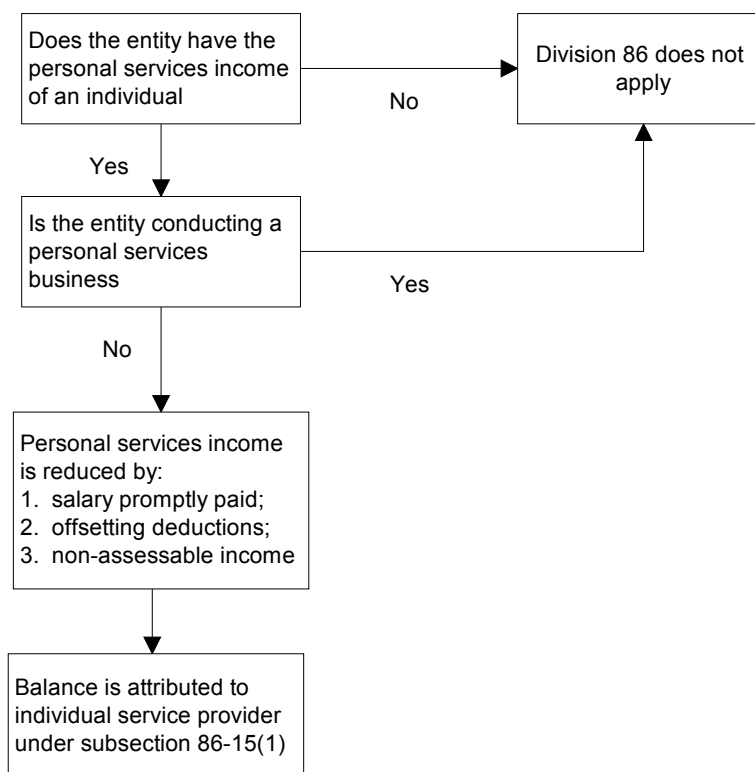 Does the entity have the
personal services income
of an individual
No
Division 86 does not
apply
Yes
Is the entity conducting a
personal services
business
Yes
No
Personal services income
is reduced by:
1. salary promptly paid;
2. offsetting deductions;
3. non-assessable income
Balance is attributed to
individual service provider
under subsection 86-15(1)